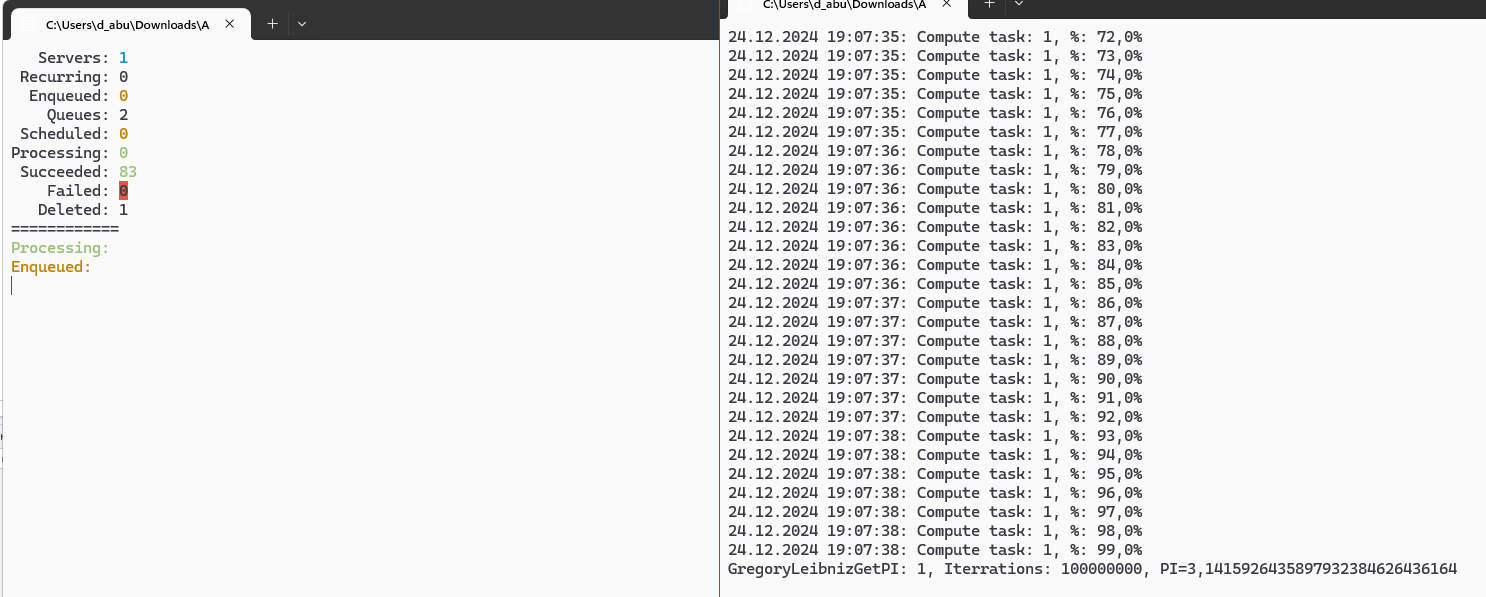 C:\Users\d_abu\Downloads\A
Servers: 1
Recurring: 0
Enqueued: 0
Queues: 2
Scheduled: 0
Processing: 0
Succeeded: 83
Failed: 0
Deleted: 1
============
Processing:
Enqueued:
C:\Users\d_abu\Downloads\A
24.12.2024 19:07:35: Compute task: 1, %: 72,0%
24.12.2024 19:07:35: Compute task: 1, %: 73,0%
24.12.2024 19:07:35: Compute task: 1, %: 74,0%
24.12.2024 19:07:35: Compute task: 1, %: 75,0%
24.12.2024 19:07:35: Compute task: 1, %: 76,0%
24.12.2024 19:07:35: Compute task: 1, %: 77,0%
24.12.2024 19:07:36: Compute task: 1, %: 78,0%
24.12.2024 19:07:36: Compute task: 1, %: 79,0%
24.12.2024 19:07:36: Compute task: 1, %: 80,0%
24.12.2024 19:07:36: Compute task: 1, %: 81,0%
24.12.2024 19:07:36: Compute task: 1, %: 82,0%
24.12.2024 19:07:36: Compute task: 1, %: 83,0%
24.12.2024 19:07:36: Compute task: 1, %: 84,0%
24.12.2024 19:07:36: Compute task: 1, %: 85,0%
24.12.2024 19:07:37: Compute task: 1, %: 86,0%
24.12.2024 19:07:37: Compute task: 1, %: 87,0%
24.12.2024 19:07:37: Compute task: 1, %: 88,0%
24.12.2024 19:07:37: Compute task: 1, %: 89,0%
24.12.2024 19:07:37: Compute task: 1, %: 90,0%
24.12.2024 19:07:37: Compute task: 1, %: 91,0%
24.12.2024 19:07:37: Compute task: 1, %: 92,0%
24.12.2024 19:07:38: Compute task: 1, %: 93,0%
24.12.2024 19:07:38: Compute task: 1, %: 94,0%
24.12.2024 19:07:38: Compute task: 1, %: 95,0%
24.12.2024 19:07:38: Compute task: 1, %: 96,0%
24.12.2024 19:07:38: Compute task: 1, %: 97,0%
24.12.2024 19:07:38: Compute task: 1, %: 98,0%
24.12.2024 19:07:38: Compute task: 1, %: 99,0%
GregoryLeibnizGetPI: 1, Iterrations: 100000000, PI=3,1415926435897932384626436164